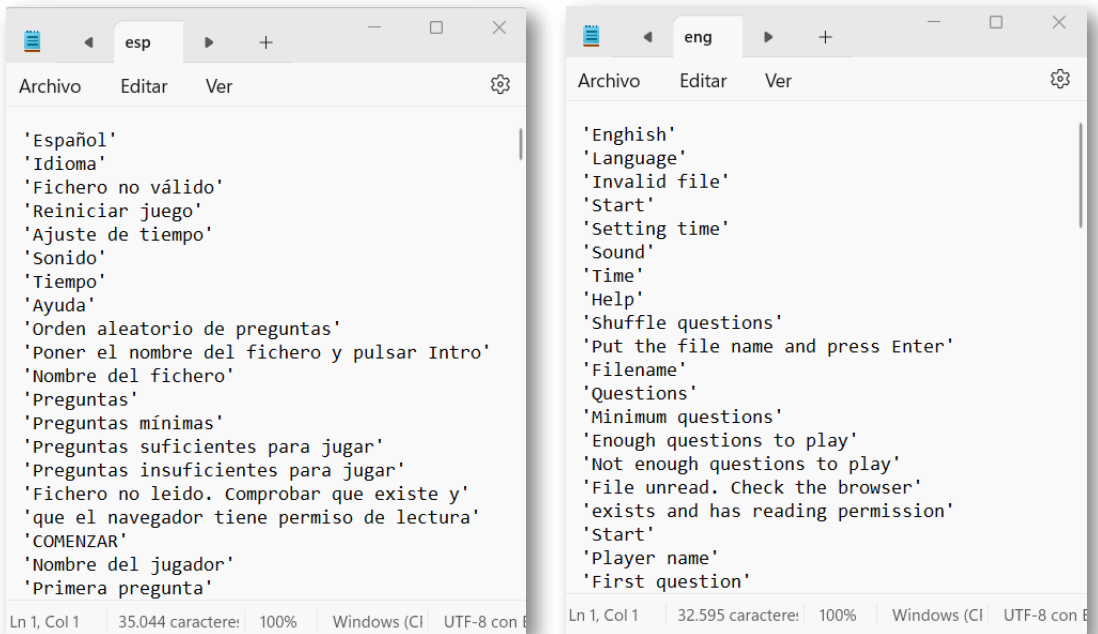 esp
Archivo Editar Ver
'Español'
'Idioma'
'Fichero no válido'
'Reiniciar juego'
'Ajuste de tiempo'
'Sonido'
'Tiempo'
'Ayuda'
'Orden aleatorio de preguntas'
'Poner el nombre del fichero y pulsar Intro'
'Nombre del fichero'
'Preguntas'
'Preguntas mínimas'
'Preguntas suficientes para jugar'
'Preguntas insuficientes para jugar'
'Fichero no leido. Comprobar que existe y'
'que el navegador tiene permiso de lectura'
'COMENZAR'
'Nombre del jugador'
'Primera pregunta'
Ln 1, Col 1 35.044 caractere 100% Windows (C UTF-8 con
eng
Archivo Editar Ver
'Enghish'
'Language'
'Invalid file'
'Start'
'Setting time'
'Sound'
'Time'
'Help'
'Shuffle questions'
'Put the file name and press Enter'
'Filename'
'Questions'
'Minimum questions'
'Enough questions to play'
'Not enough questions to play'
'File unread. Check the browser'
'exists and has reading permission'
'Start'
'Player name'
'First question'
Ln 1, Col 1 32.595 caractere 100% Windows (C UTF-8 con